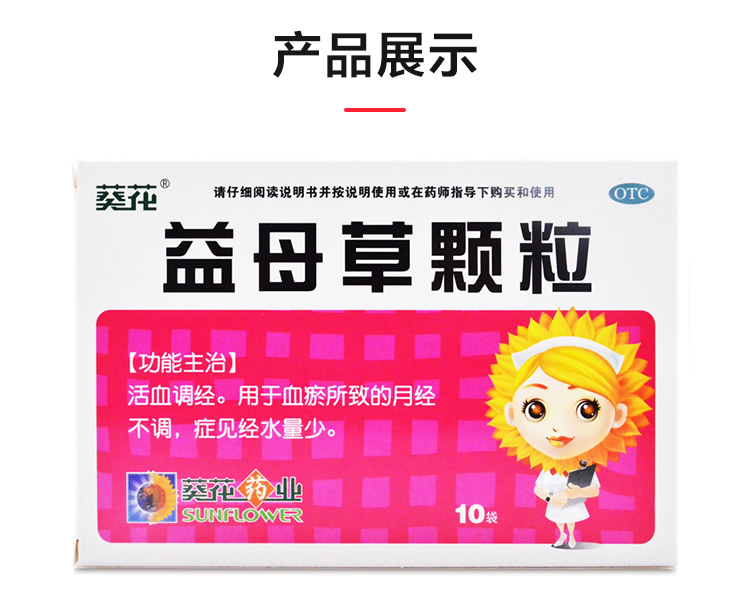 产品展示
葵花®
请仔细阅读说明书并按说明使用或在药师指导下购买和使用
OTC
益母草颗粒
【功能主治】
活血调经。用于血瘀所致的月经
不调，症见经水量少。
葵花药业
SUNFLOWER
10袋